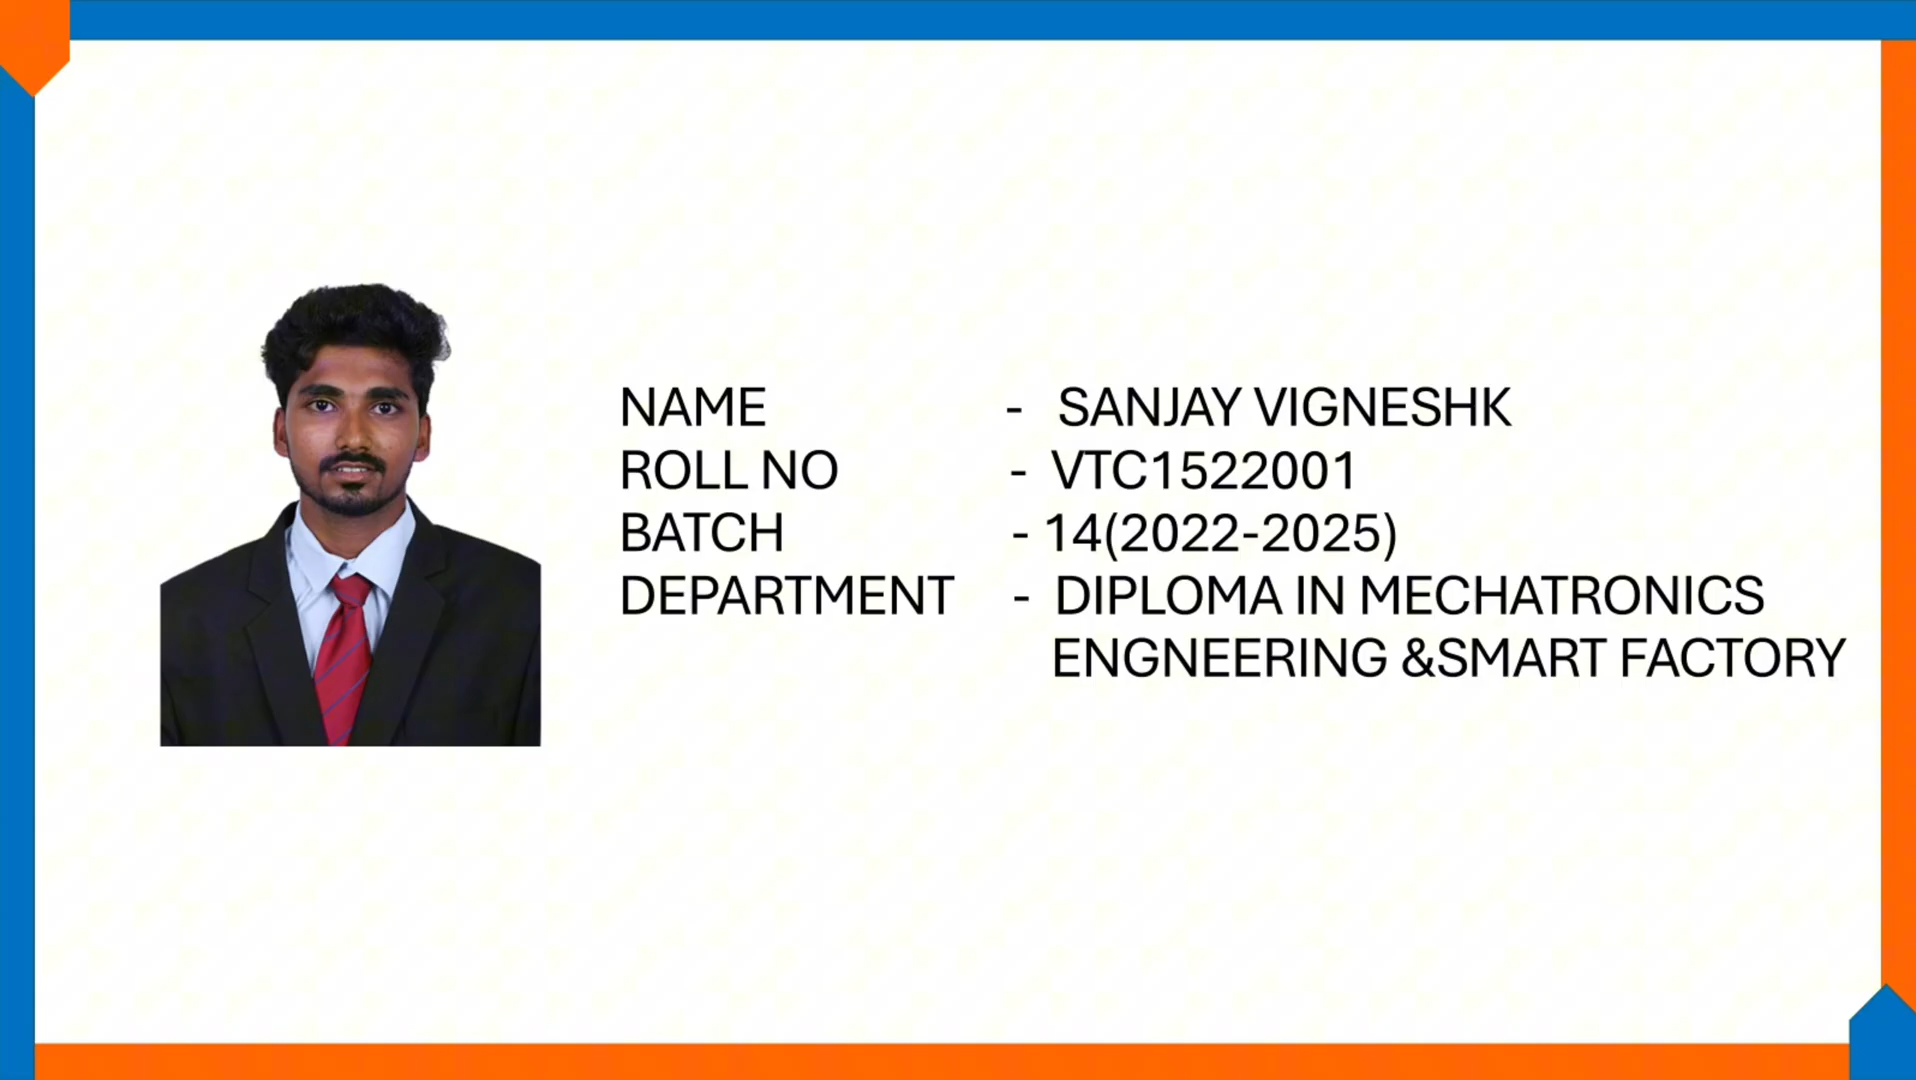 NAME - SANJAY VIGNESHK
ROLL NO - VTC1522001
BATCH - 14(2022-2025)
DEPARTMENT - DIPLOMA IN MECHATRONICS
ENGNEERING &SMART FACTORY